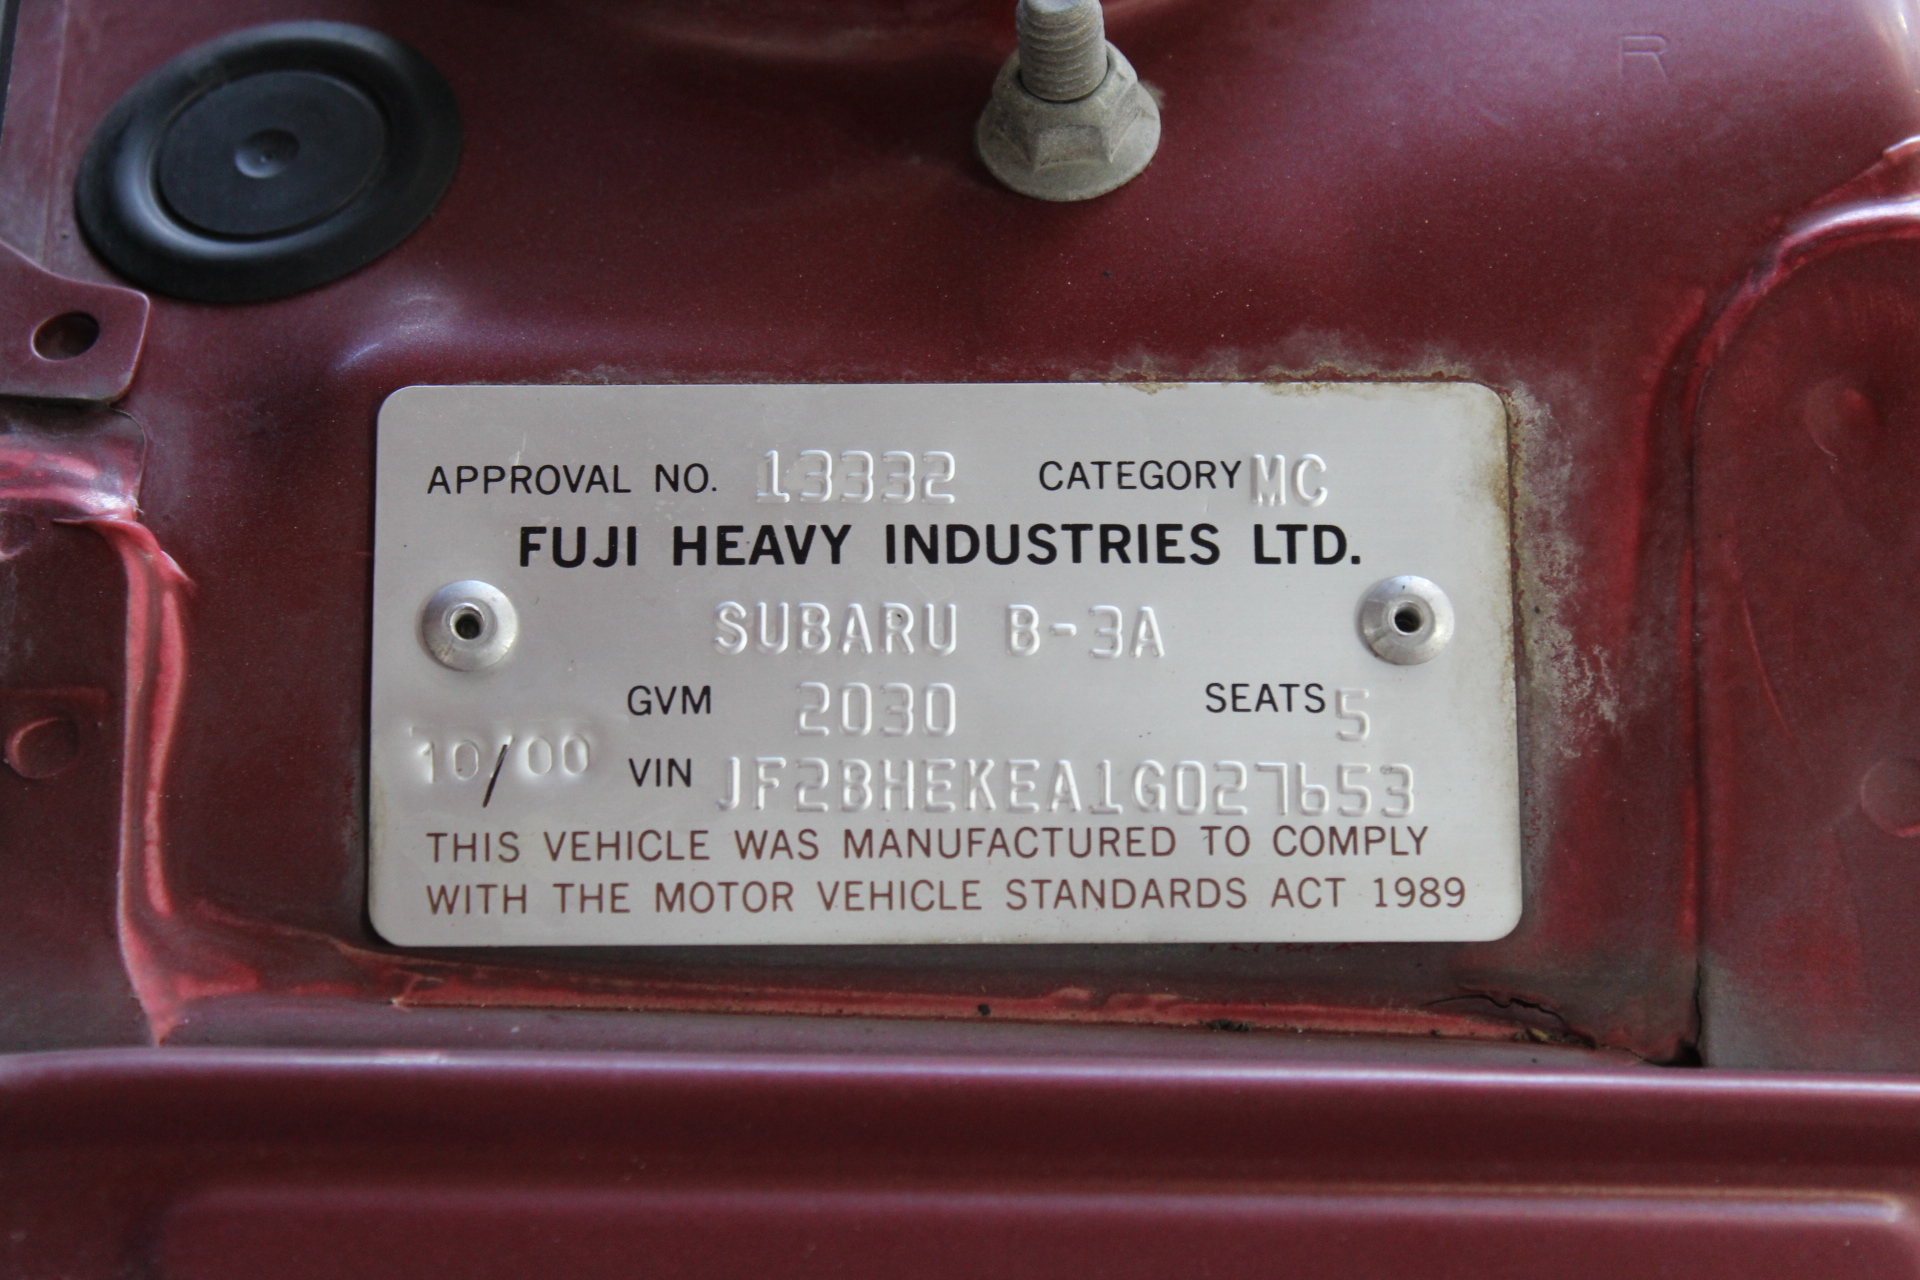 R
APPROVAL NO. 13332 CATEGORY MC
FUJI HEAVY INDUSTRIES LTD.
SUBARU B-3A
GVM 2030 SEATS 5
10/00 VIN JF2BHEKEA1G027653
THIS VEHICLE WAS MANUFACTURED TO COMPLY
WITH THE MOTOR VEHICLE STANDARDS ACT 1989